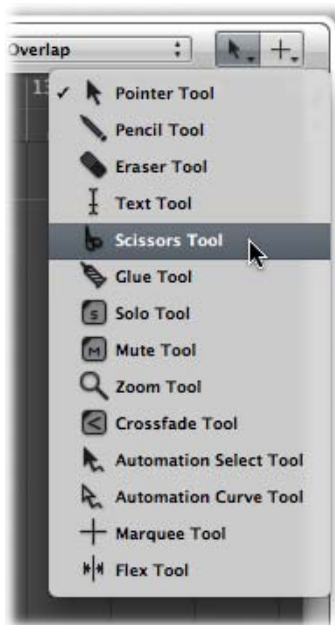 Overlap
13
Pointer Tool
Pencil Tool
Eraser Tool
Text Tool
Scissors Tool
Glue Tool
S Solo Tool
M Mute Tool
Zoom Tool
Crossfade Tool
Automation Select Tool
Automation Curve Tool
Marquee Tool
Flex Tool